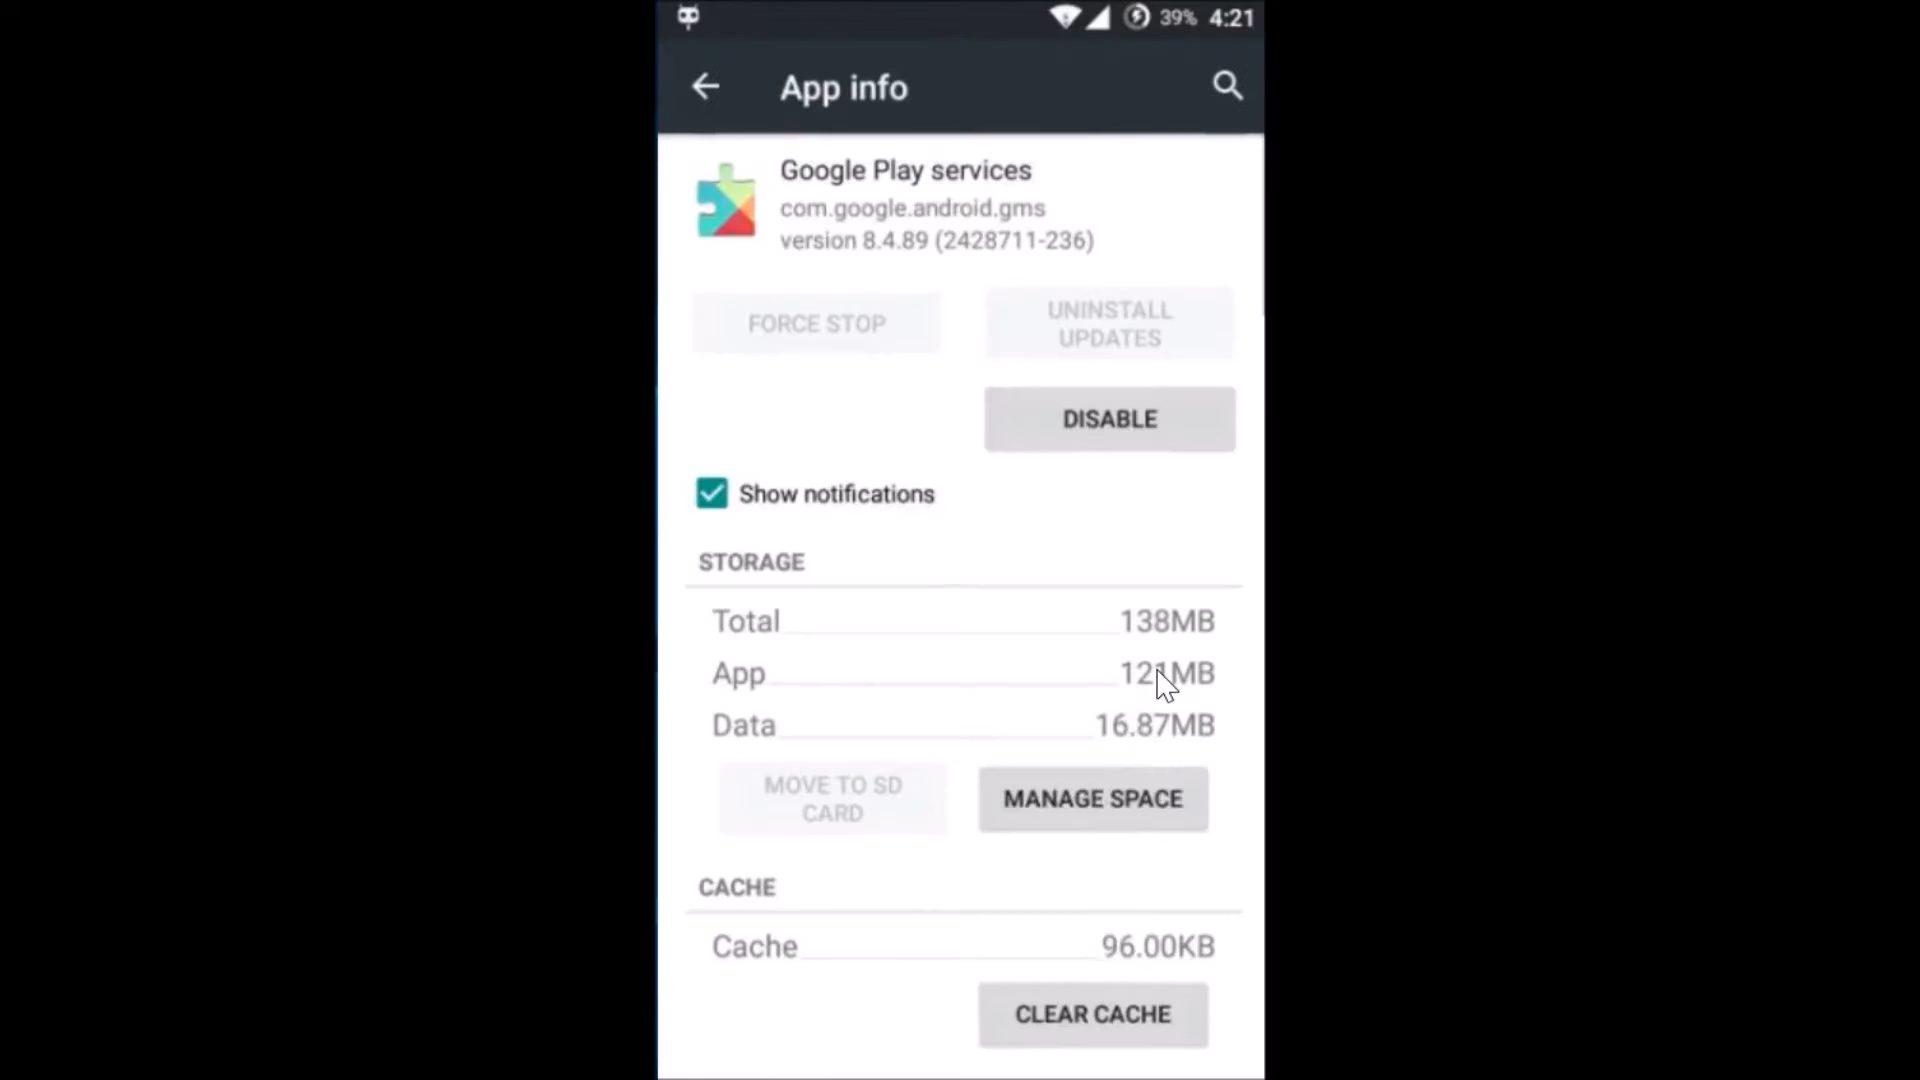 39% 4:21
App info
Google Play services
com.google.android.gms
version 8.4.89 (2428711-236)
FORCE STOP
UNINSTALL
UPDATES
DISABLE
Show notifications
STORAGE
Total 138MB
App 121MB
Data 16.87MB
MOVE TO SD
CARD
MANAGE SPACE
CACHE
Cache 96.00KB
CLEAR CACHE